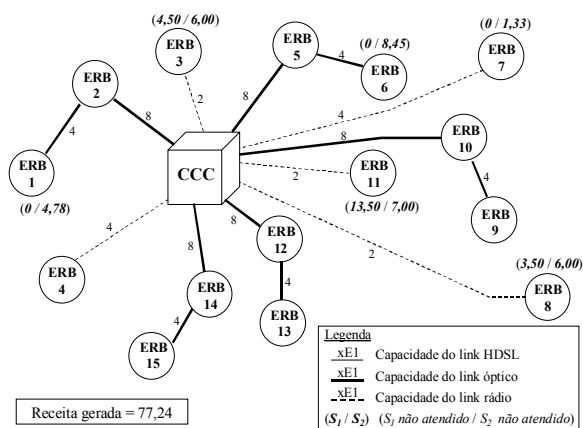 (4,50 / 6,00)
ERB
3
2
ERB
5
4
(0 / 8,45)
ERB
6
(0 / 1,33)
ERB
7
ERB
2
8
8
4
4
8
ERB
10
ERB
1
(0 / 4,78)
CCC
2
ERB
11
(13,50 / 7,00)
4
ERB
9
4
ERB
4
8
8
ERB
12
2
(3,50 / 6,00)
ERB
8
ERB
14
4
4
ERB
13
ERB
15
Legenda
xE1 Capacidade do link HDSL
xE1 Capacidade do link óptico
xE1 Capacidade do link rádio
(S1 / S2) (S1 não atendido / S2 não atendido)
Receita gerada = 77,24